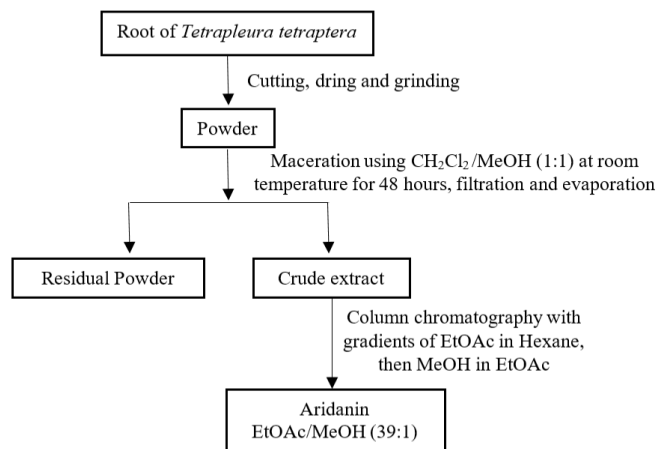 Root of Tetrapleura tetraptera
Cutting, dring and grinding
Powder
Maceration using CH₂Cl₂/MeOH (1:1) at room
temperature for 48 hours, filtration and evaporation
Residual Powder
Crude extract
Column chromatography with
gradients of EtOAc in Hexane,
then MeOH in EtOAc
Aridanin
EtOAc/MeOH (39:1)